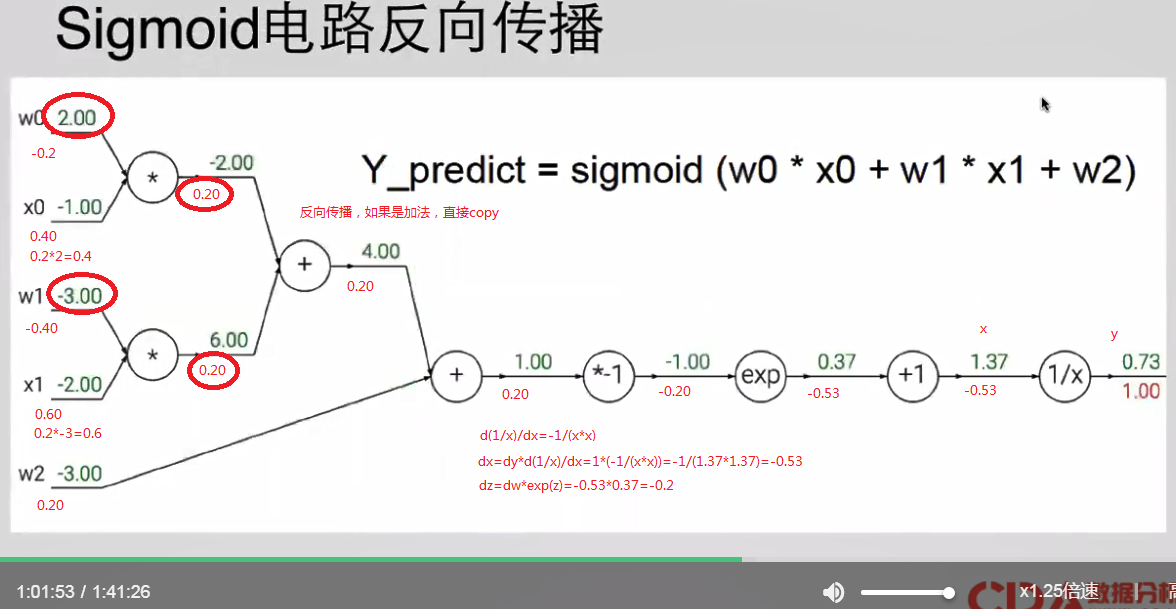 Sigmoid电路反向传播
w0 2.00
-0.2
*
-2.00
0.20
Y_predict = sigmoid (w0 * x0 + w1 * x1 + w2)
x0 -1.00
0.40
0.2*2=0.4
反向传播，如果是加法，直接copy
+
4.00
0.20
w1 -3.00
-0.40
*
6.00
0.20
x1 -2.00
0.60
0.2*-3=0.6
+
1.00
0.20
*-1
-1.00
-0.20
exp
0.37
-0.53
+1
x
1.37
-0.53
1/x
y
0.73
1.00
w2 -3.00
0.20
d(1/x)/dx=-1/(x*x)
dx=dy*d(1/x)/dx=1*(-1/(x*x))=-1/(1.37*1.37)=-0.53
dz=dw*exp(z)=-0.53*0.37=-0.2
1:01:53 / 1:41:26
x1.25倍速
CDA数据分析